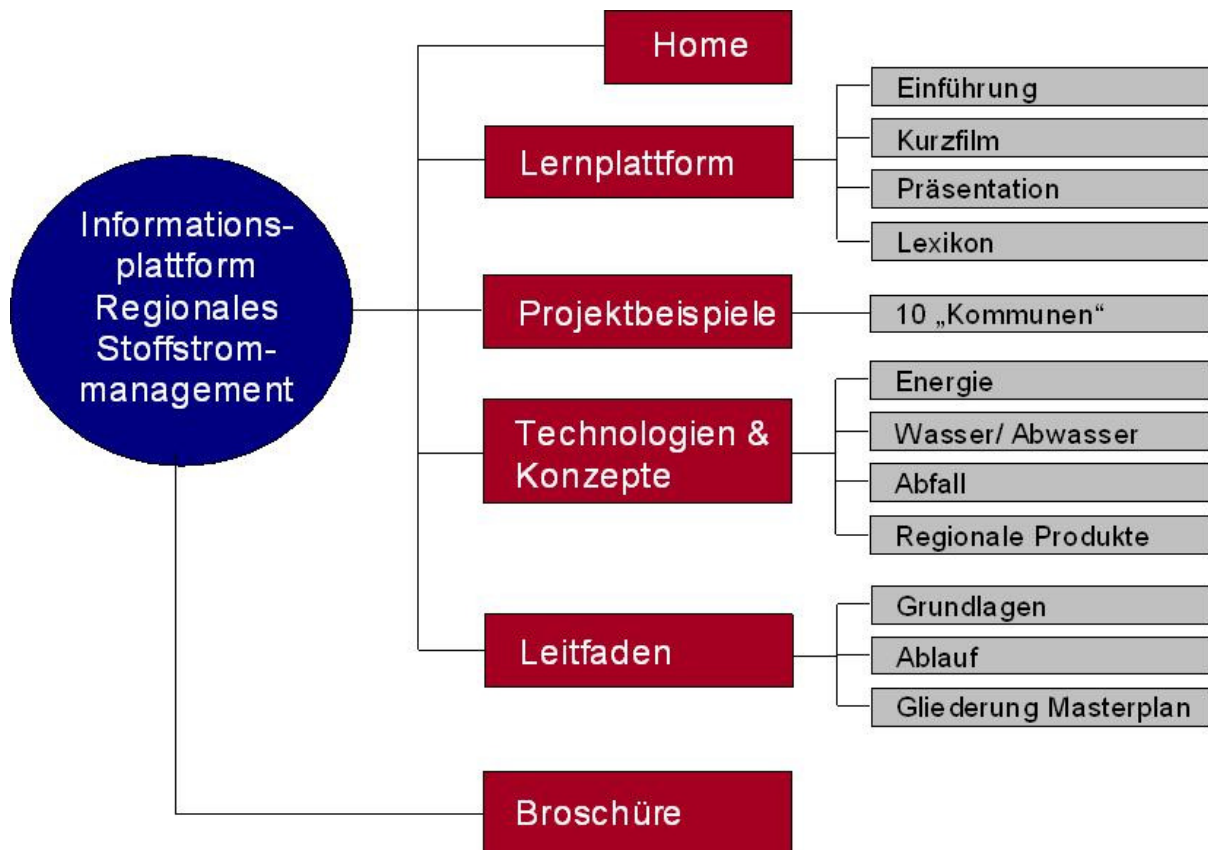 Informations-
plattform
Regionales
Stoffstrom-
management
Home
Lernplattform
Einführung
Kurzfilm
Präsentation
Lexikon
Projektbeispiele
10 „Kommunen“
Technologien &
Konzepte
Energie
Wasser/ Abwasser
Abfall
Regionale Produkte
Leitfaden
Grundlagen
Ablauf
Gliederung Masterplan
Broschüre